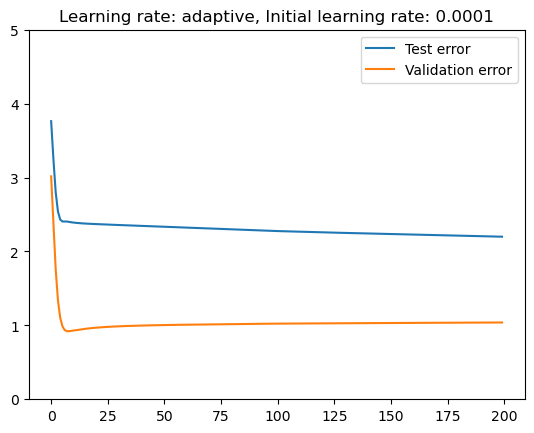 Learning rate: adaptive, Initial learning rate: 0.0001
Test error
Validation error
5
4
3
2
1
0
0 25 50 75 100 125 150 175 200